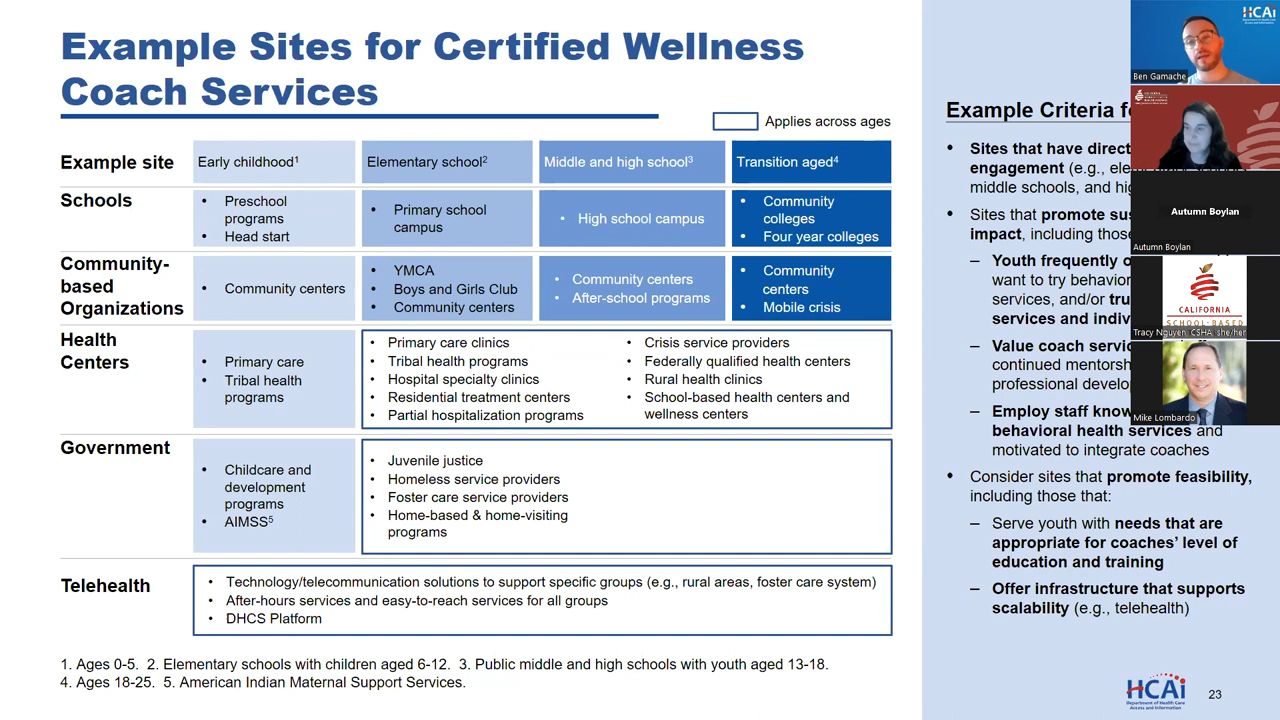 Example Sites for Certified Wellness
Coach Services
Applies across ages
Example site
Early childhood1
Elementary school2
Middle and high school3
Transition aged4
Schools
• Preschool
programs
• Head start
• Primary school
campus
• High school campus
• Community
colleges
• Four year colleges
Community-
based
Organizations
• Community centers
• YMCA
• Boys and Girls Club
• Community centers
• Community centers
• After-school programs
• Community
centers
• Mobile crisis
Health
Centers
• Primary care
• Tribal health
programs
• Primary care clinics
• Tribal health programs
• Hospital specialty clinics
• Residential treatment centers
• Partial hospitalization programs
• Crisis service providers
• Federally qualified health centers
• Rural health clinics
• School-based health centers and
wellness centers
Government
• Childcare and
development
programs
• AIMSS5
• Juvenile justice
• Homeless service providers
• Foster care service providers
• Home-based & home-visiting
programs
Telehealth
• Technology/telecommunication solutions to support specific groups (e.g., rural areas, foster care system)
• After-hours services and easy-to-reach services for all groups
• DHCS Platform
1. Ages 0-5. 2. Elementary schools with children aged 6-12. 3. Public middle and high schools with youth aged 13-18.
4. Ages 18-25. 5. American Indian Maternal Support Services.
Example Criteria
• Sites that have direct
engagement (e.g.,
middle schools, and
• Sites that promote
impact, including
– Youth frequently
want to try
services, and/or
services and
– Value coach
continued
professional
– Employ staff
behavioral health services and
motivated to integrate coaches
• Consider sites that promote feasibility,
including those that:
– Serve youth with needs that are
appropriate for coaches' level of
education and training
– Offer infrastructure that supports
scalability (e.g., telehealth)
HCAi
Department of Health Care
Access and Information
23
HCAi
Ben Gamache
Autumn Boylan
Autumn Boylan
CALIFORNIA
SCHOOL-BASED
Tracy Nguyen, CSHA, she/her
Mike Lombardo